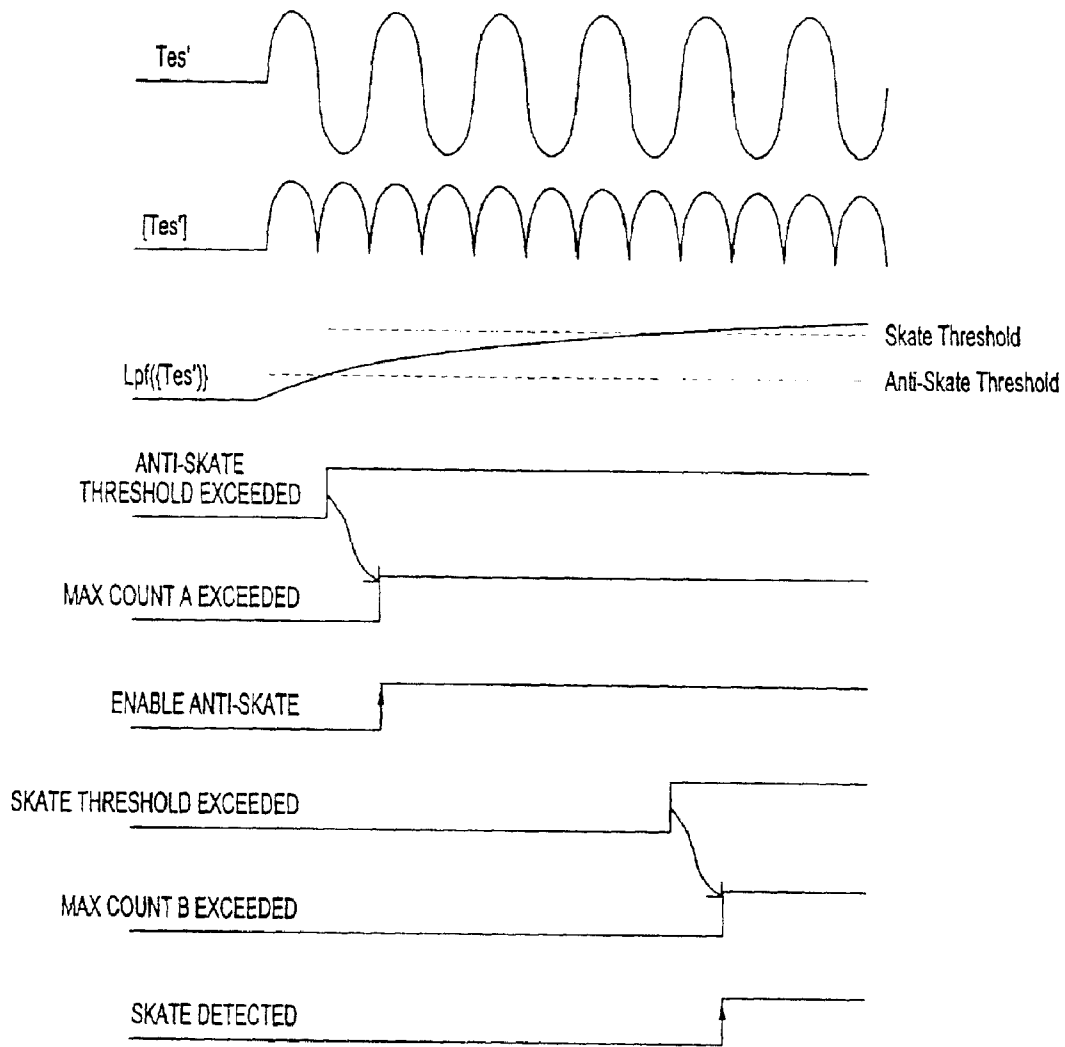 Tes'
[Tes']
Skate Threshold
Lpf({Tes')}
Anti-Skate Threshold
ANTI-SKATE
THRESHOLD EXCEEDED
MAX COUNT A EXCEEDED
ENABLE ANTI-SKATE
SKATE THRESHOLD EXCEEDED
MAX COUNT B EXCEEDED
SKATE DETECTED